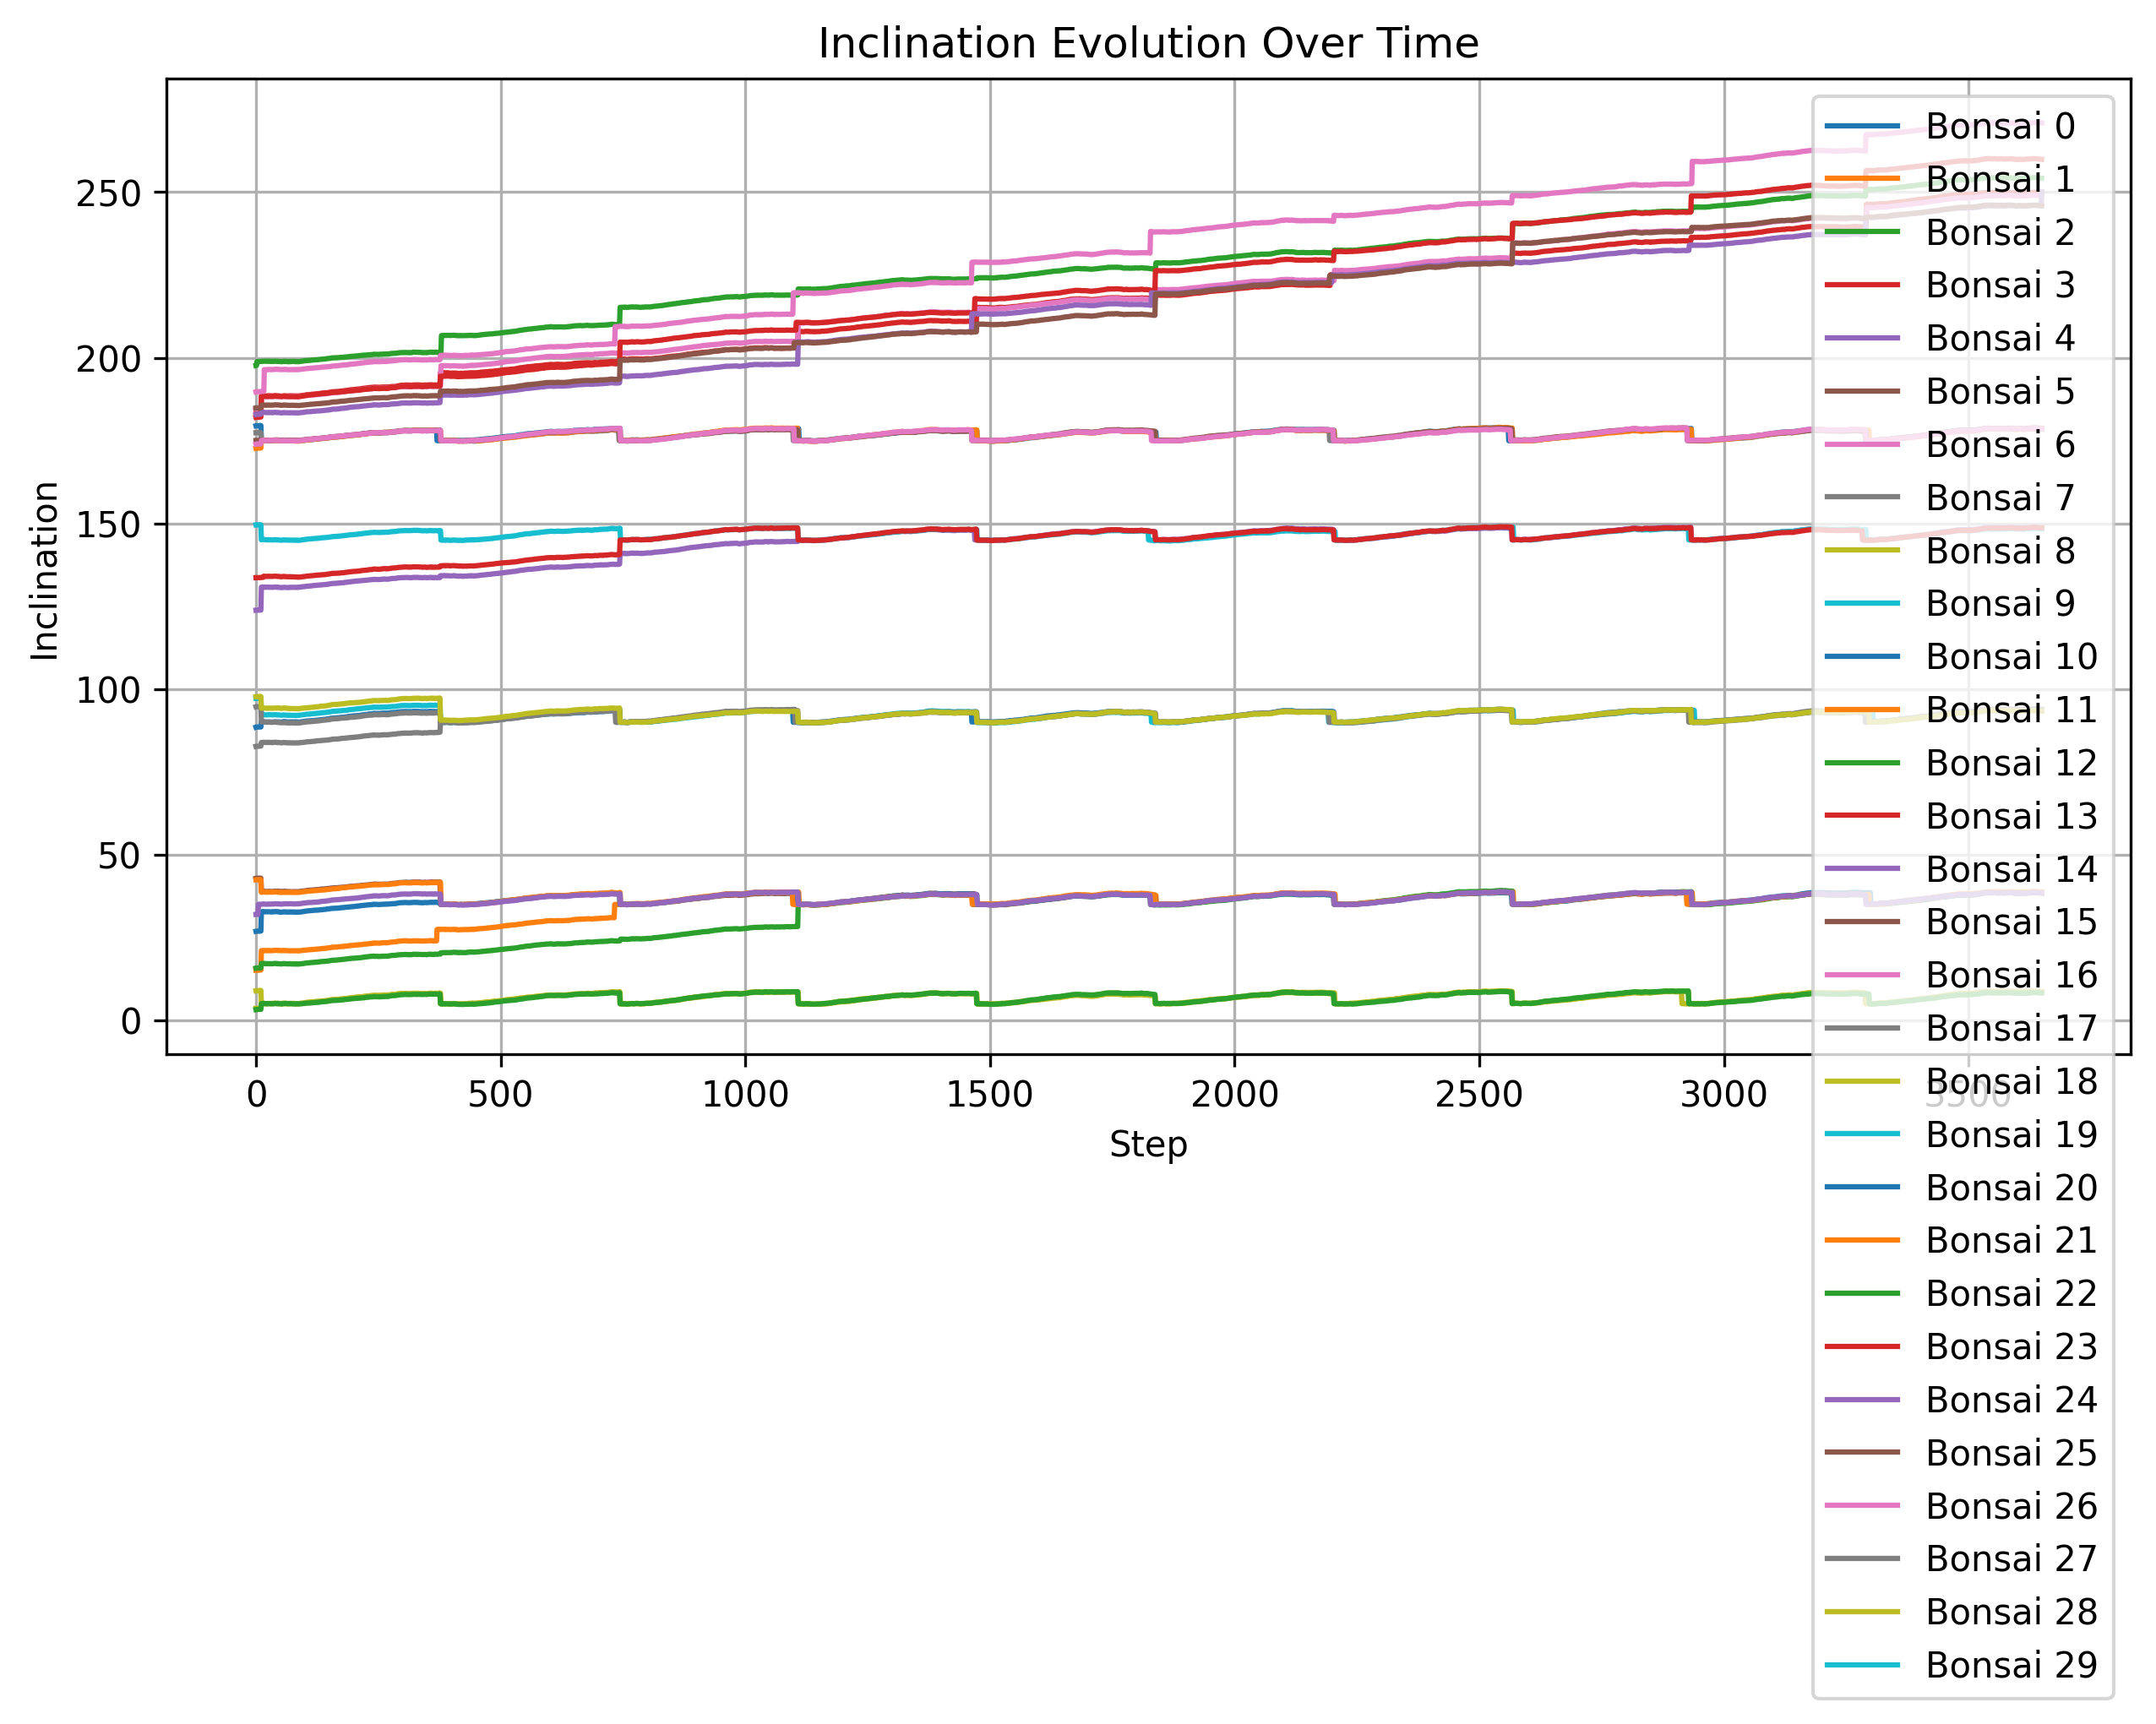 Inclination Evolution Over Time
Inclination
250
200
150
100
50
0
0 500 1000 1500 2000 2500 3000 3500
Step
Bonsai 0
Bonsai 1
Bonsai 2
Bonsai 3
Bonsai 4
Bonsai 5
Bonsai 6
Bonsai 7
Bonsai 8
Bonsai 9
Bonsai 10
Bonsai 11
Bonsai 12
Bonsai 13
Bonsai 14
Bonsai 15
Bonsai 16
Bonsai 17
Bonsai 18
Bonsai 19
Bonsai 20
Bonsai 21
Bonsai 22
Bonsai 23
Bonsai 24
Bonsai 25
Bonsai 26
Bonsai 27
Bonsai 28
Bonsai 29